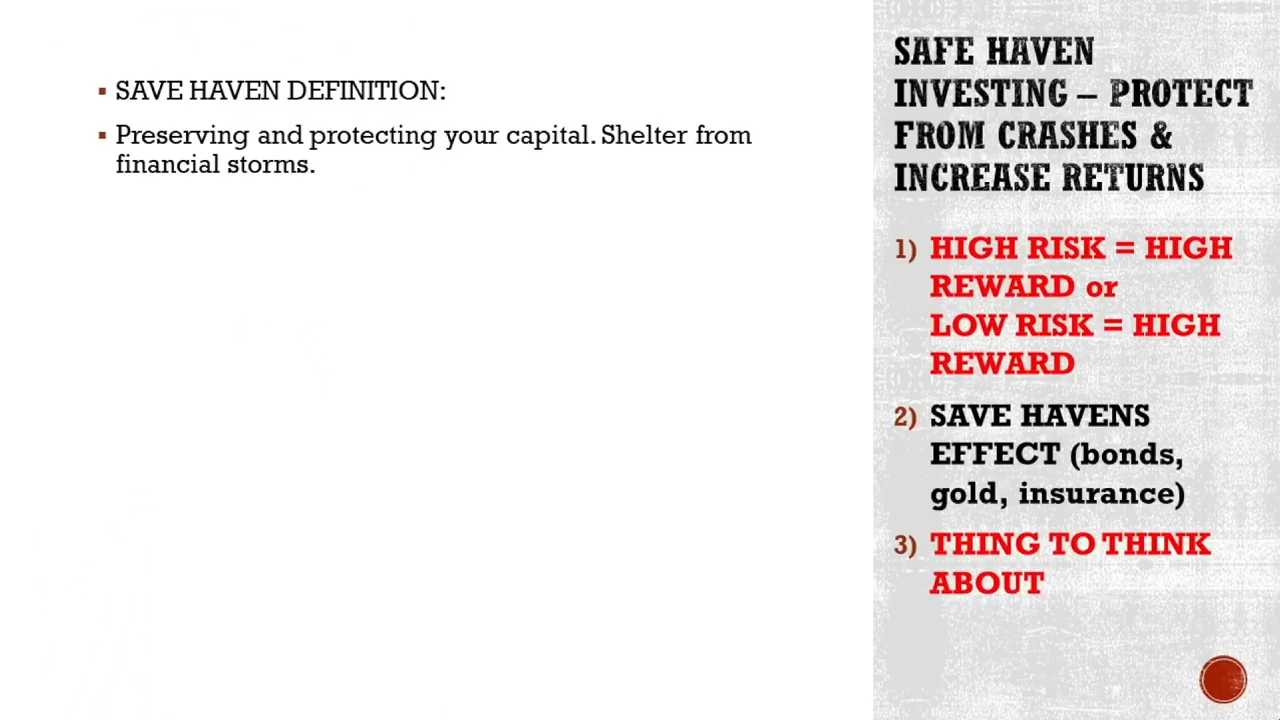 ▪ SAVE HAVEN DEFINITION:
▪ Preserving and protecting your capital. Shelter from
financial storms.
SAFE HAVEN
INVESTING – PROTECT
FROM CRASHES &
INCREASE RETURNS
1) HIGH RISK = HIGH
REWARD or
LOW RISK = HIGH
REWARD
2) SAVE HAVENS
EFFECT (bonds,
gold, insurance)
3) THING TO THINK
ABOUT